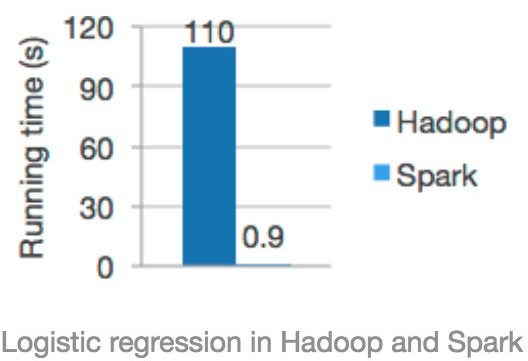 Running time (s)
120
90
60
30
0
110
0.9
Hadoop
Spark
Logistic regression in Hadoop and Spark